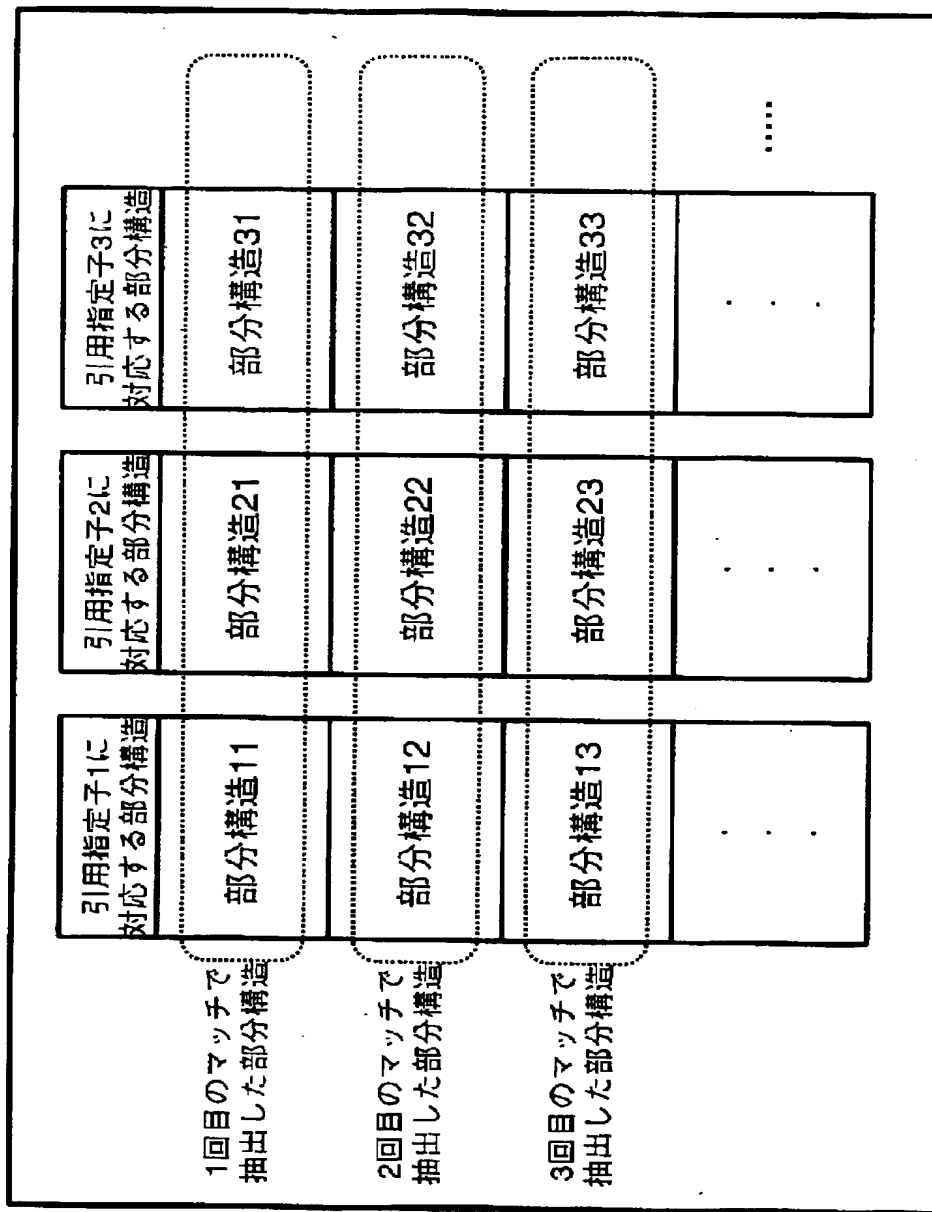 引用指定子1に
対応する部分構造
引用指定子2に
対応する部分構造
引用指定子3に
対応する部分構造
1回目のマッチで
抽出した部分構造
部分構造11
部分構造21
部分構造31
2回目のマッチで
抽出した部分構造
部分構造12
部分構造22
部分構造32
3回目のマッチで
抽出した部分構造
部分構造13
部分構造23
部分構造33
. . .
. . .
. . .
.....